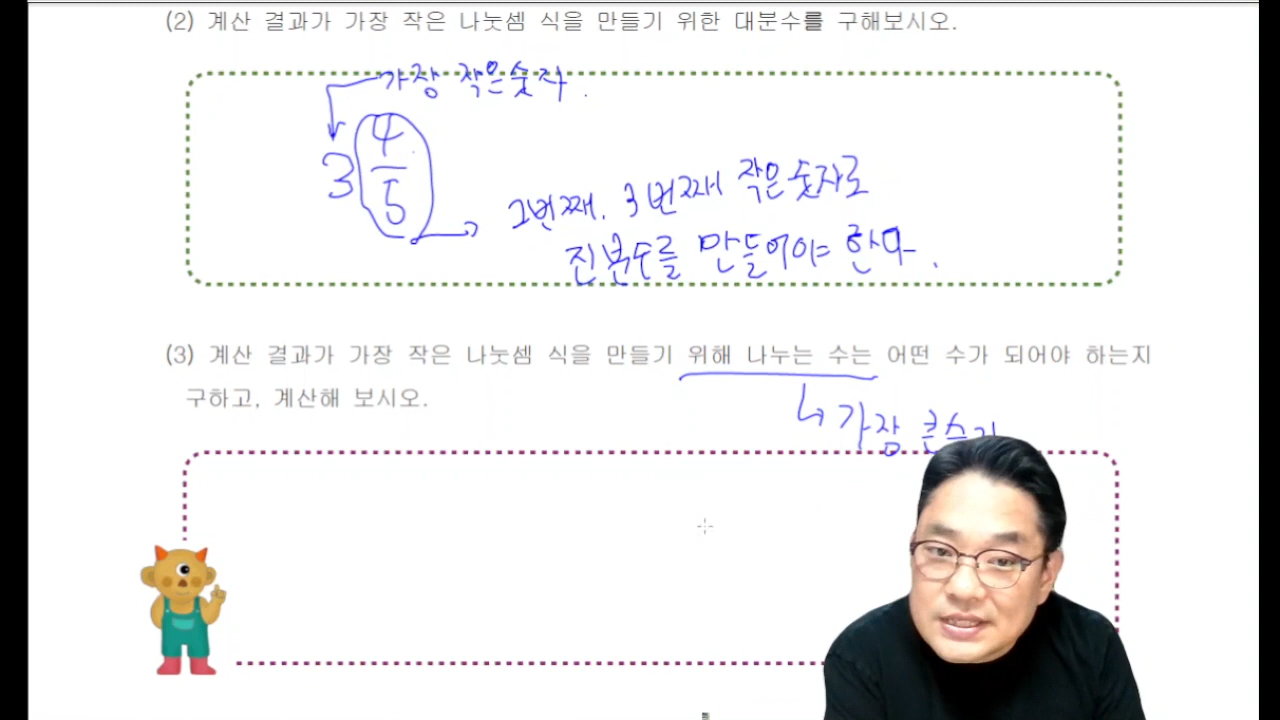 (2) 계산 결과가 가장 작은 나눗셈 식을 만들기 위한 대분수를 구해보시오.
가장 작은 숫자.
3 4/5
2번째, 3번째 작은 숫자로
진분수를 만들어야 한다.
(3) 계산 결과가 가장 작은 나눗셈 식을 만들기 위해 나누는 수는 어떤 수가 되어야 하는지
구하고, 계산해 보시오.
가장 큰